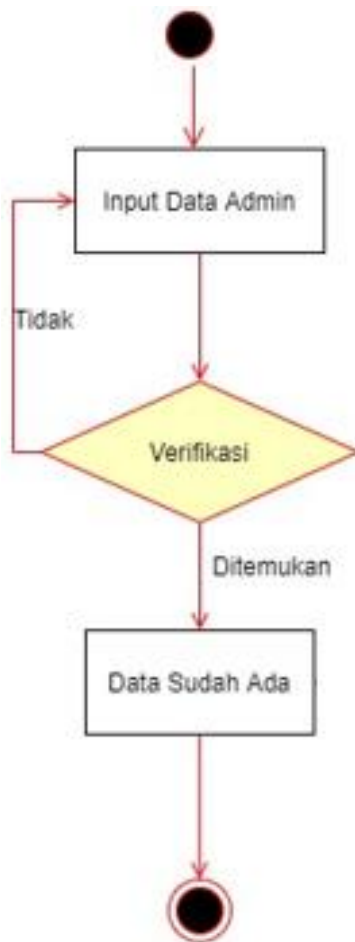 Input Data Admin
Tidak
Verifikasi
Ditemukan
Data Sudah Ada